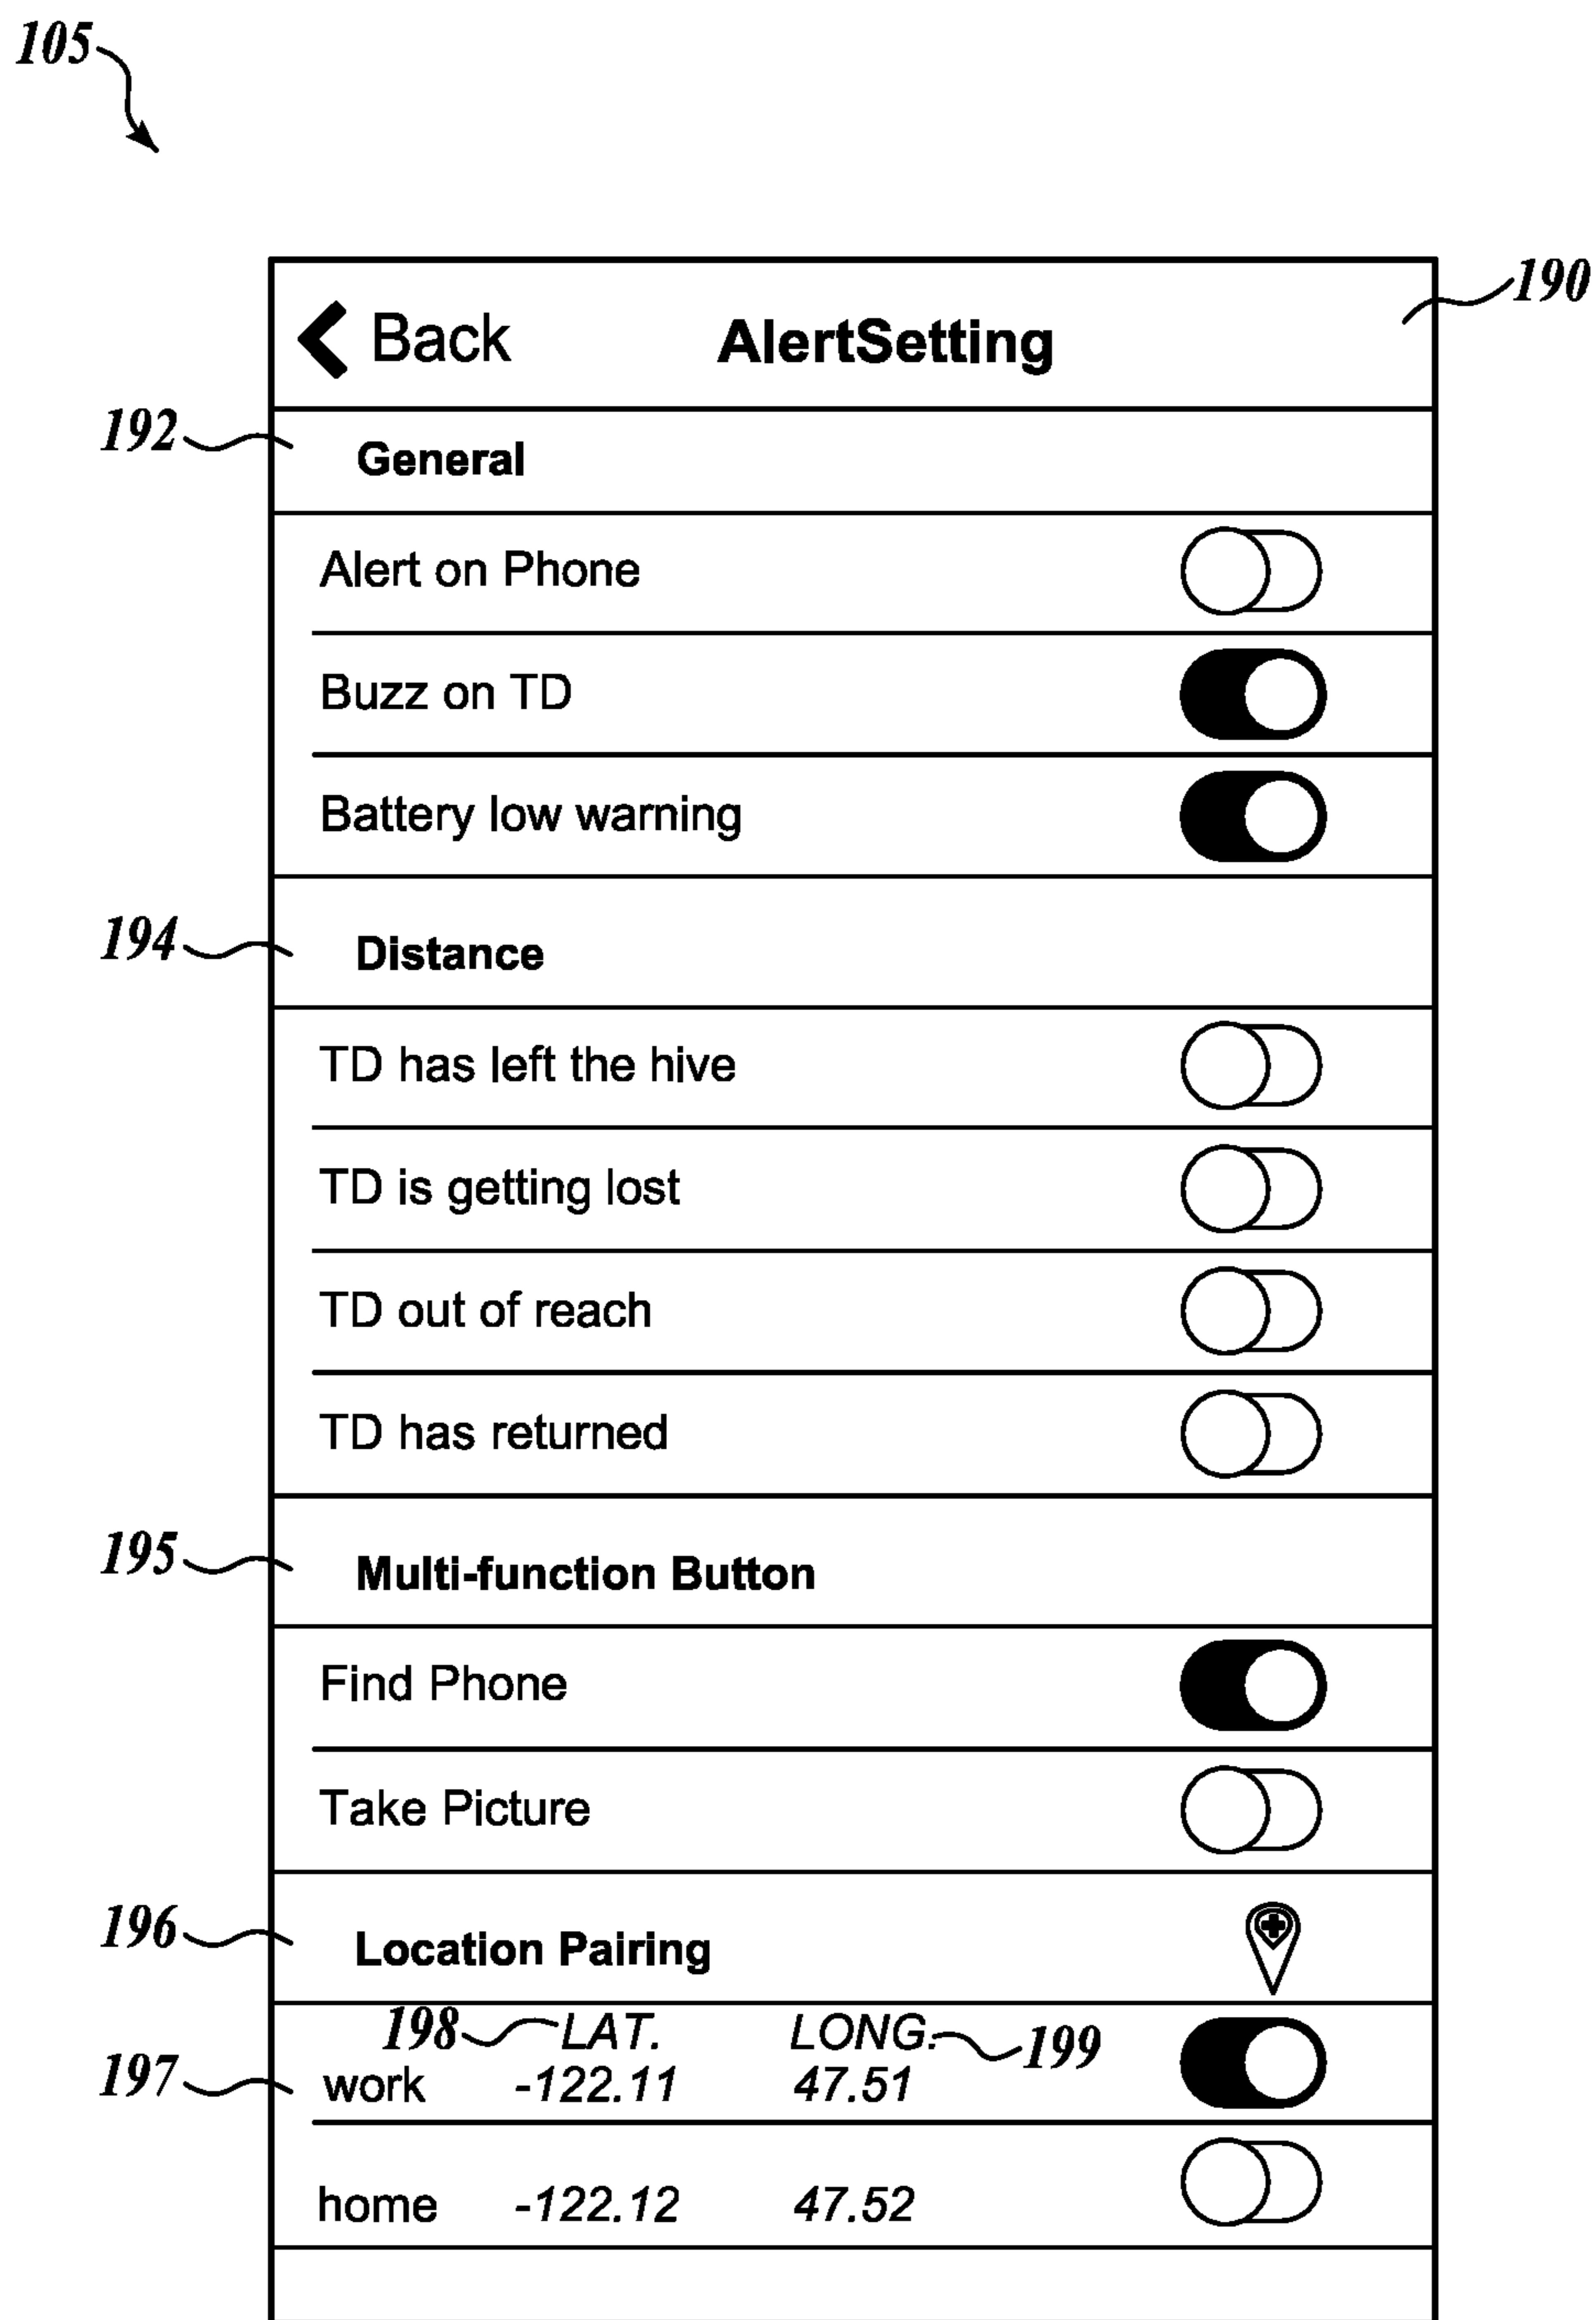 105
190
Back AlertSetting
192 General
Alert on Phone
Buzz on TD
Battery low warning
194 Distance
TD has left the hive
TD is getting lost
TD out of reach
TD has returned
195 Multi-function Button
Find Phone
Take Picture
196 Location Pairing
198 LAT. LONG. 199
197 work -122.11 47.51
home -122.12 47.52